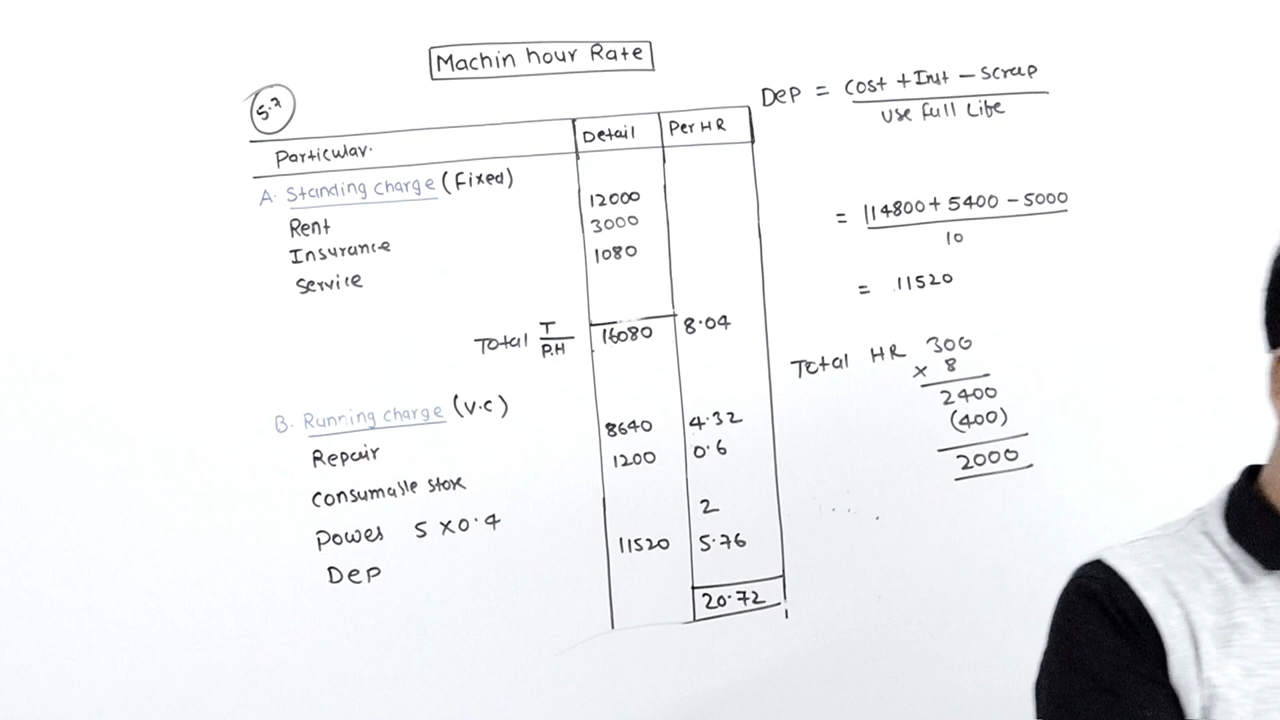 Machin hour Rate
5.7
Particular. Detail Per HR
A. Standing charge (Fixed)
Rent 12000
Insurance 3000
Service 1080
Total T/P.H 16080 8.04
B. Running charge (V.C)
Repair 8640 4.32
Consumable store 1200 0.6
Power 5 X 0.4 2
Dep 11520 5.76
20.72
Dep = Cost + Inst - Scrap
Use full Life
= 114800 + 5400 - 5000
10
= 11520
Total HR 300
x 8
2400
(400)
2000